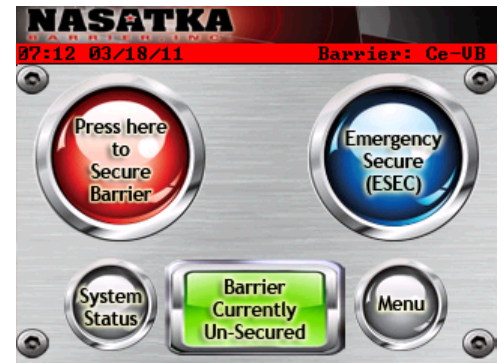 NASATKA
BARRIER, INC.
07:12 03/18/11 Barrier: Ce-VB
Press here
to
Secure
Barrier
Emergency
Secure
(ESEC)
System
Status
Barrier
Currently
Un-Secured
Menu